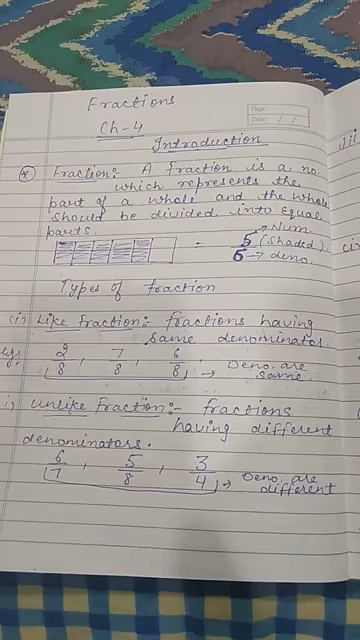 Fractions
Page:
Date: / /
Ch-4
Introduction
* Fraction:- A fraction is a no.
which represents the
part of a whole and the whole
should be divided into equal
parts.
= 5 → Num. (Shaded)
6 → deno.
Types of fraction
(i) Like fraction:- fractions having
same denominator.
eg. 2/8, 7/8, 6/8 → Deno. are
same.
Unlike Fraction:- fractions
having different
denominators.
6/7, 5/8, 3/4 → Deno. are
different